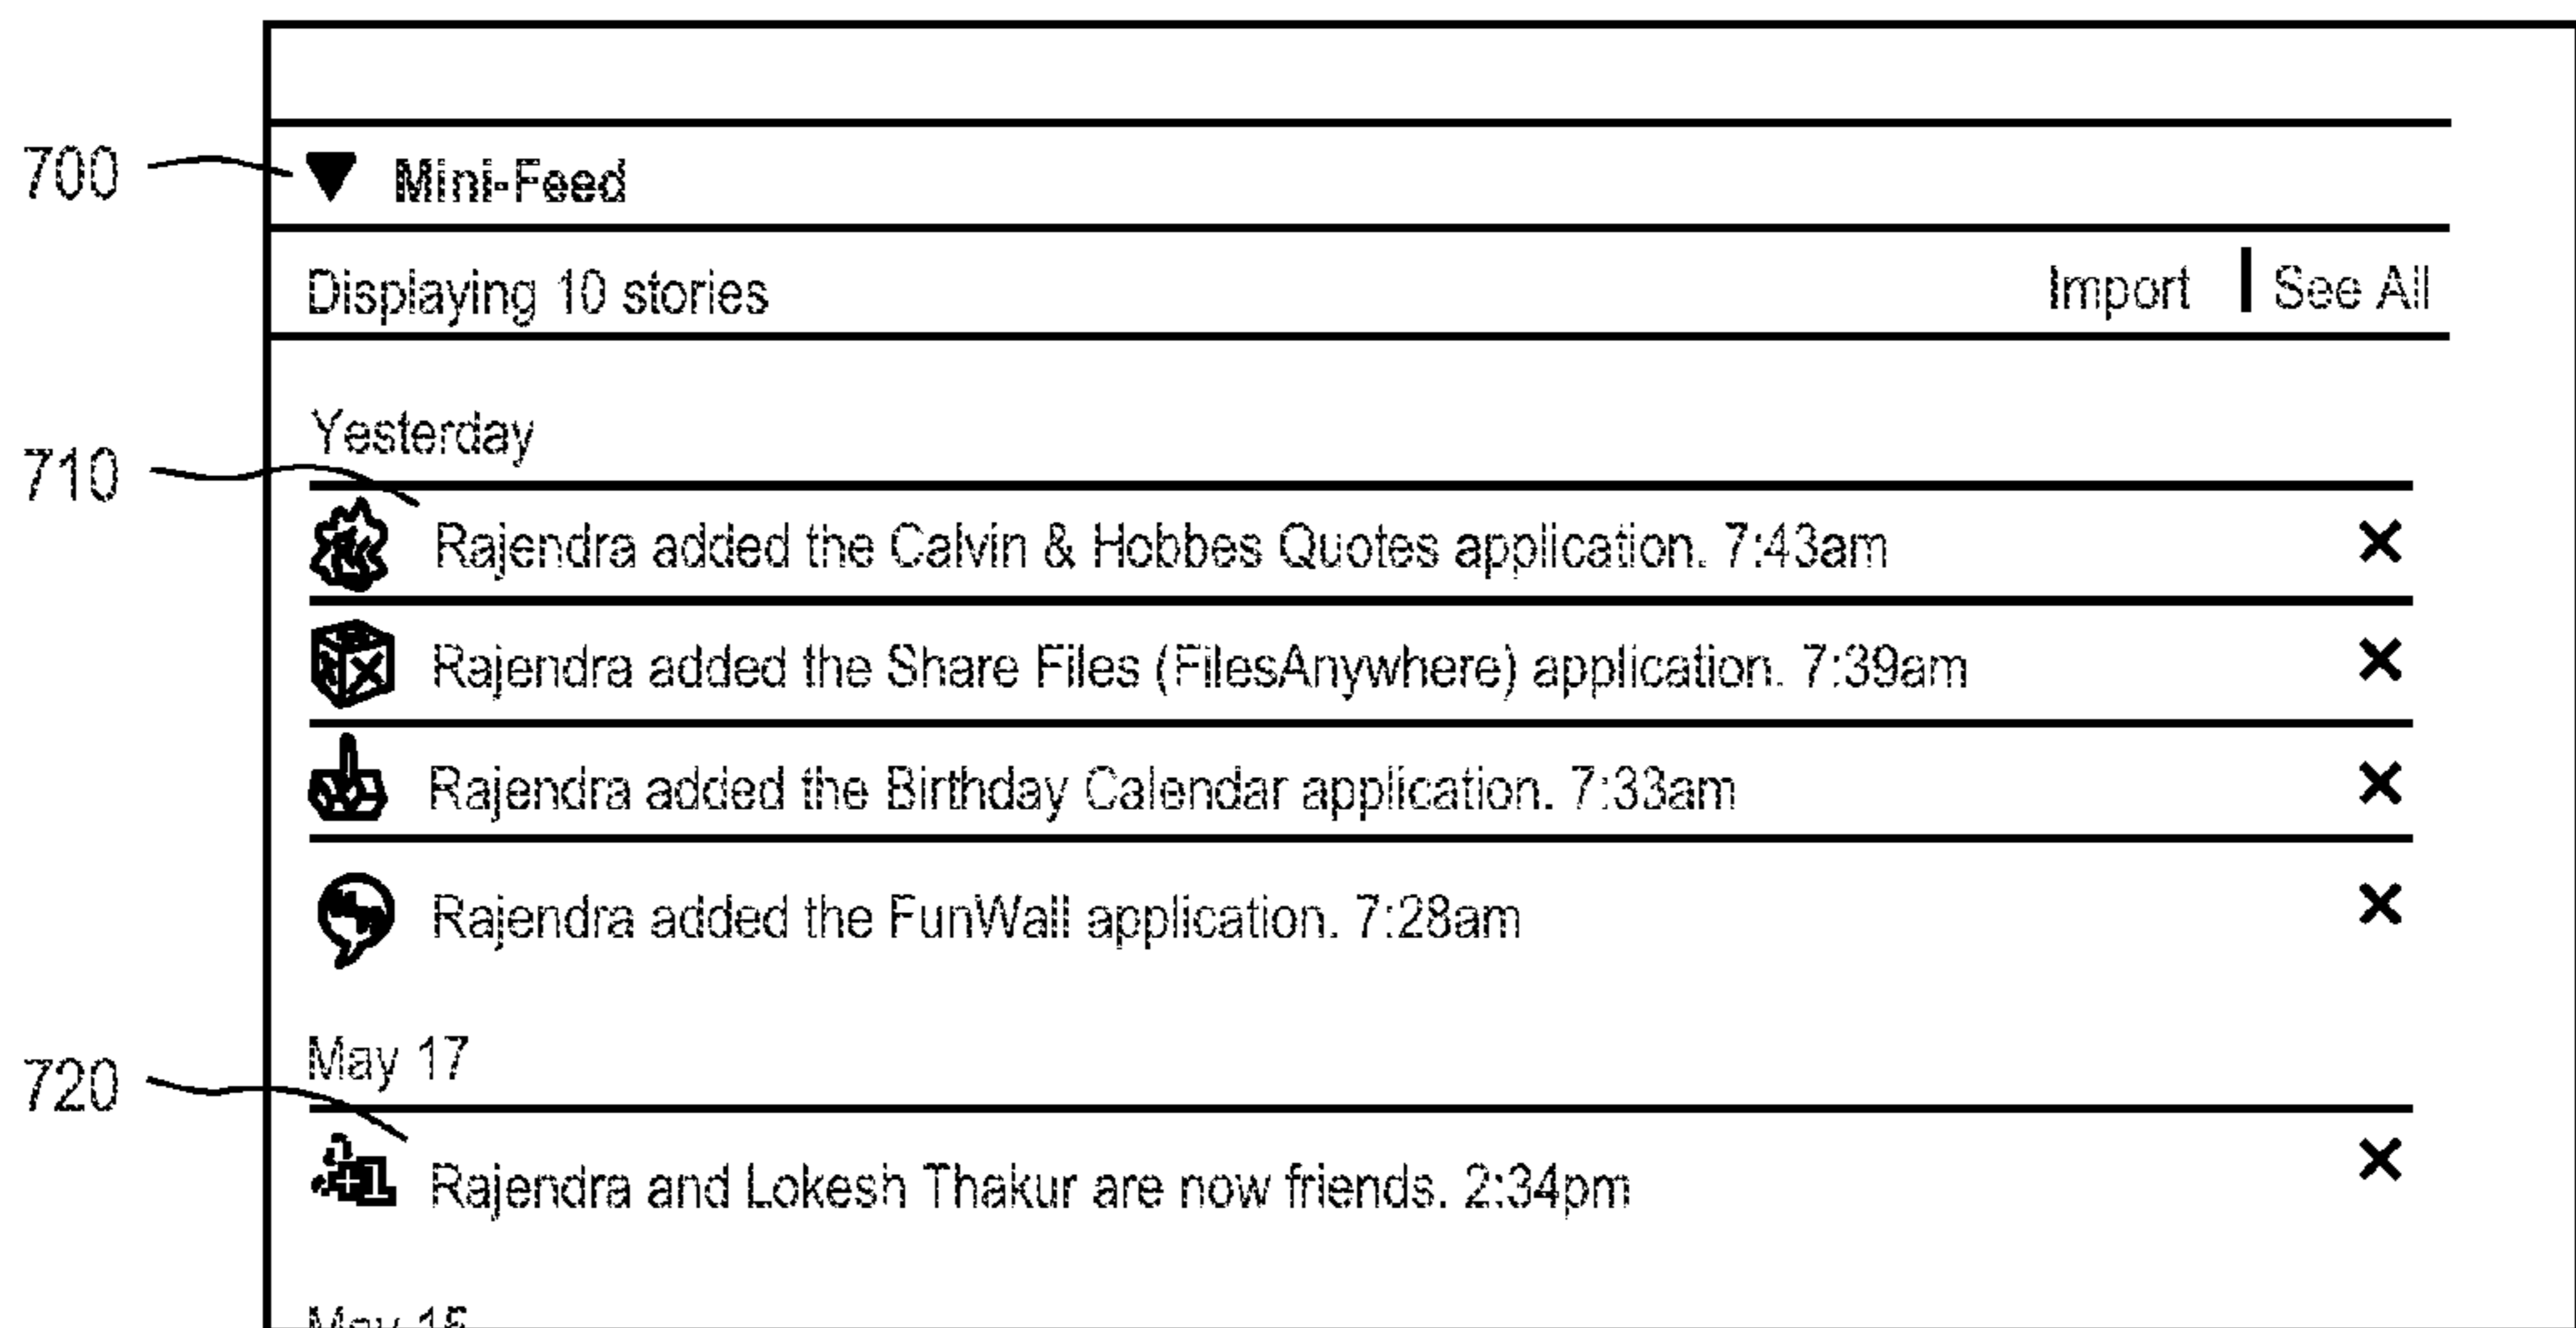 700 ▼ Mini-Feed
Displaying 10 stories Import | See All
Yesterday
710
Rajendra added the Calvin & Hobbes Quotes application. 7:43am
Rajendra added the Share Files (FilesAnywhere) application. 7:39am
Rajendra added the Birthday Calendar application. 7:33am
Rajendra added the FunWall application. 7:28am
May 17
720
+1 Rajendra and Lokesh Thakur are now friends. 2:34pm
May